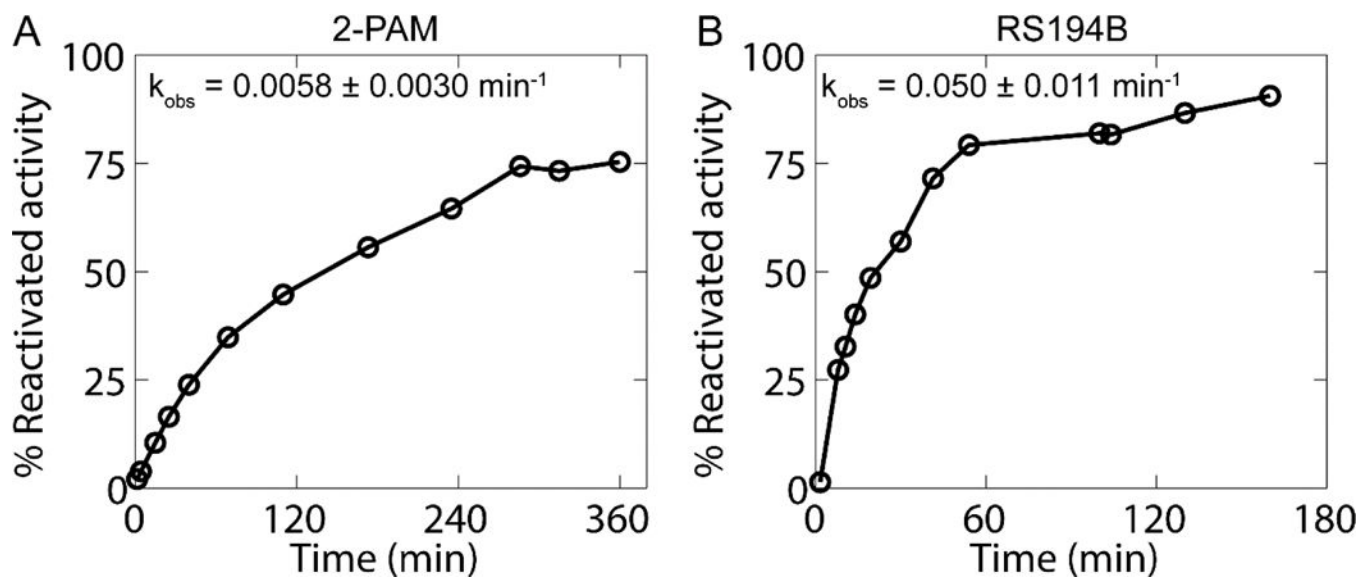 A
2-PAM
% Reactivated activity
100
75
50
25
0
k_obs = 0.0058 ± 0.0030 min⁻¹
0 120 240 360
Time (min)
B
RS194B
% Reactivated activity
100
75
50
25
0
k_obs = 0.050 ± 0.011 min⁻¹
0 60 120 180
Time (min)